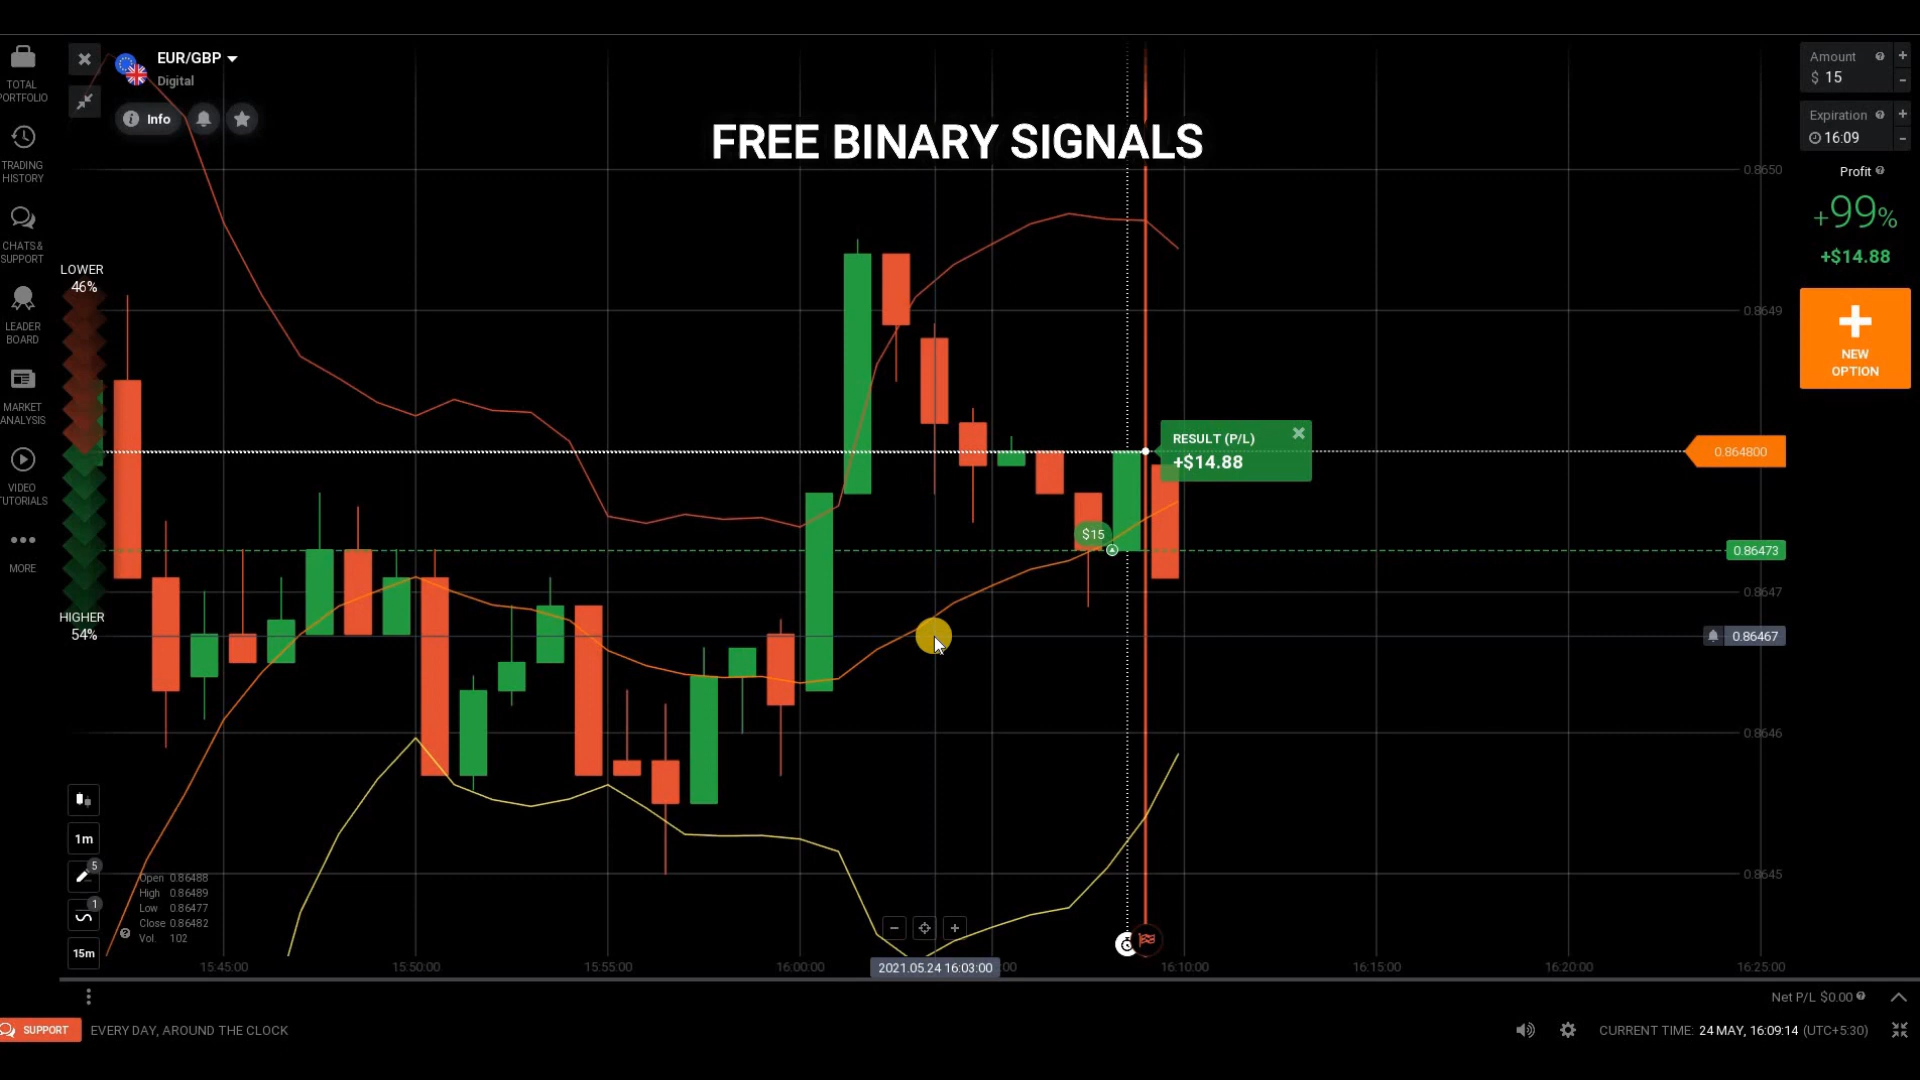 EUR/GBP
Digital
Info
FREE BINARY SIGNALS
TOTAL
PORTFOLIO
TRADING
HISTORY
CHATS &
SUPPORT
LEADER
BOARD
MARKET
ANALYSIS
VIDEO
TUTORIALS
MORE
LOWER
46%
HIGHER
54%
1m
5
1
15m
Open 0.86488
High 0.86489
Low 0.86477
Close 0.86482
Vol. 102
RESULT (P/L)
+$14.88
$15
0.8650
0.8649
0.864800
0.86473
0.8647
0.86467
0.8646
0.8645
15:45:00
15:50:00
15:55:00
16:00:00
2021.05.24 16:03:00
16:10:00
16:15:00
16:20:00
16:25:00
Amount
$ 15
Expiration
16:09
Profit
+99%
+$14.88
NEW
OPTION
Net P/L $0.00
SUPPORT
EVERY DAY, AROUND THE CLOCK
CURRENT TIME: 24 MAY, 16:09:14 (UTC+5:30)